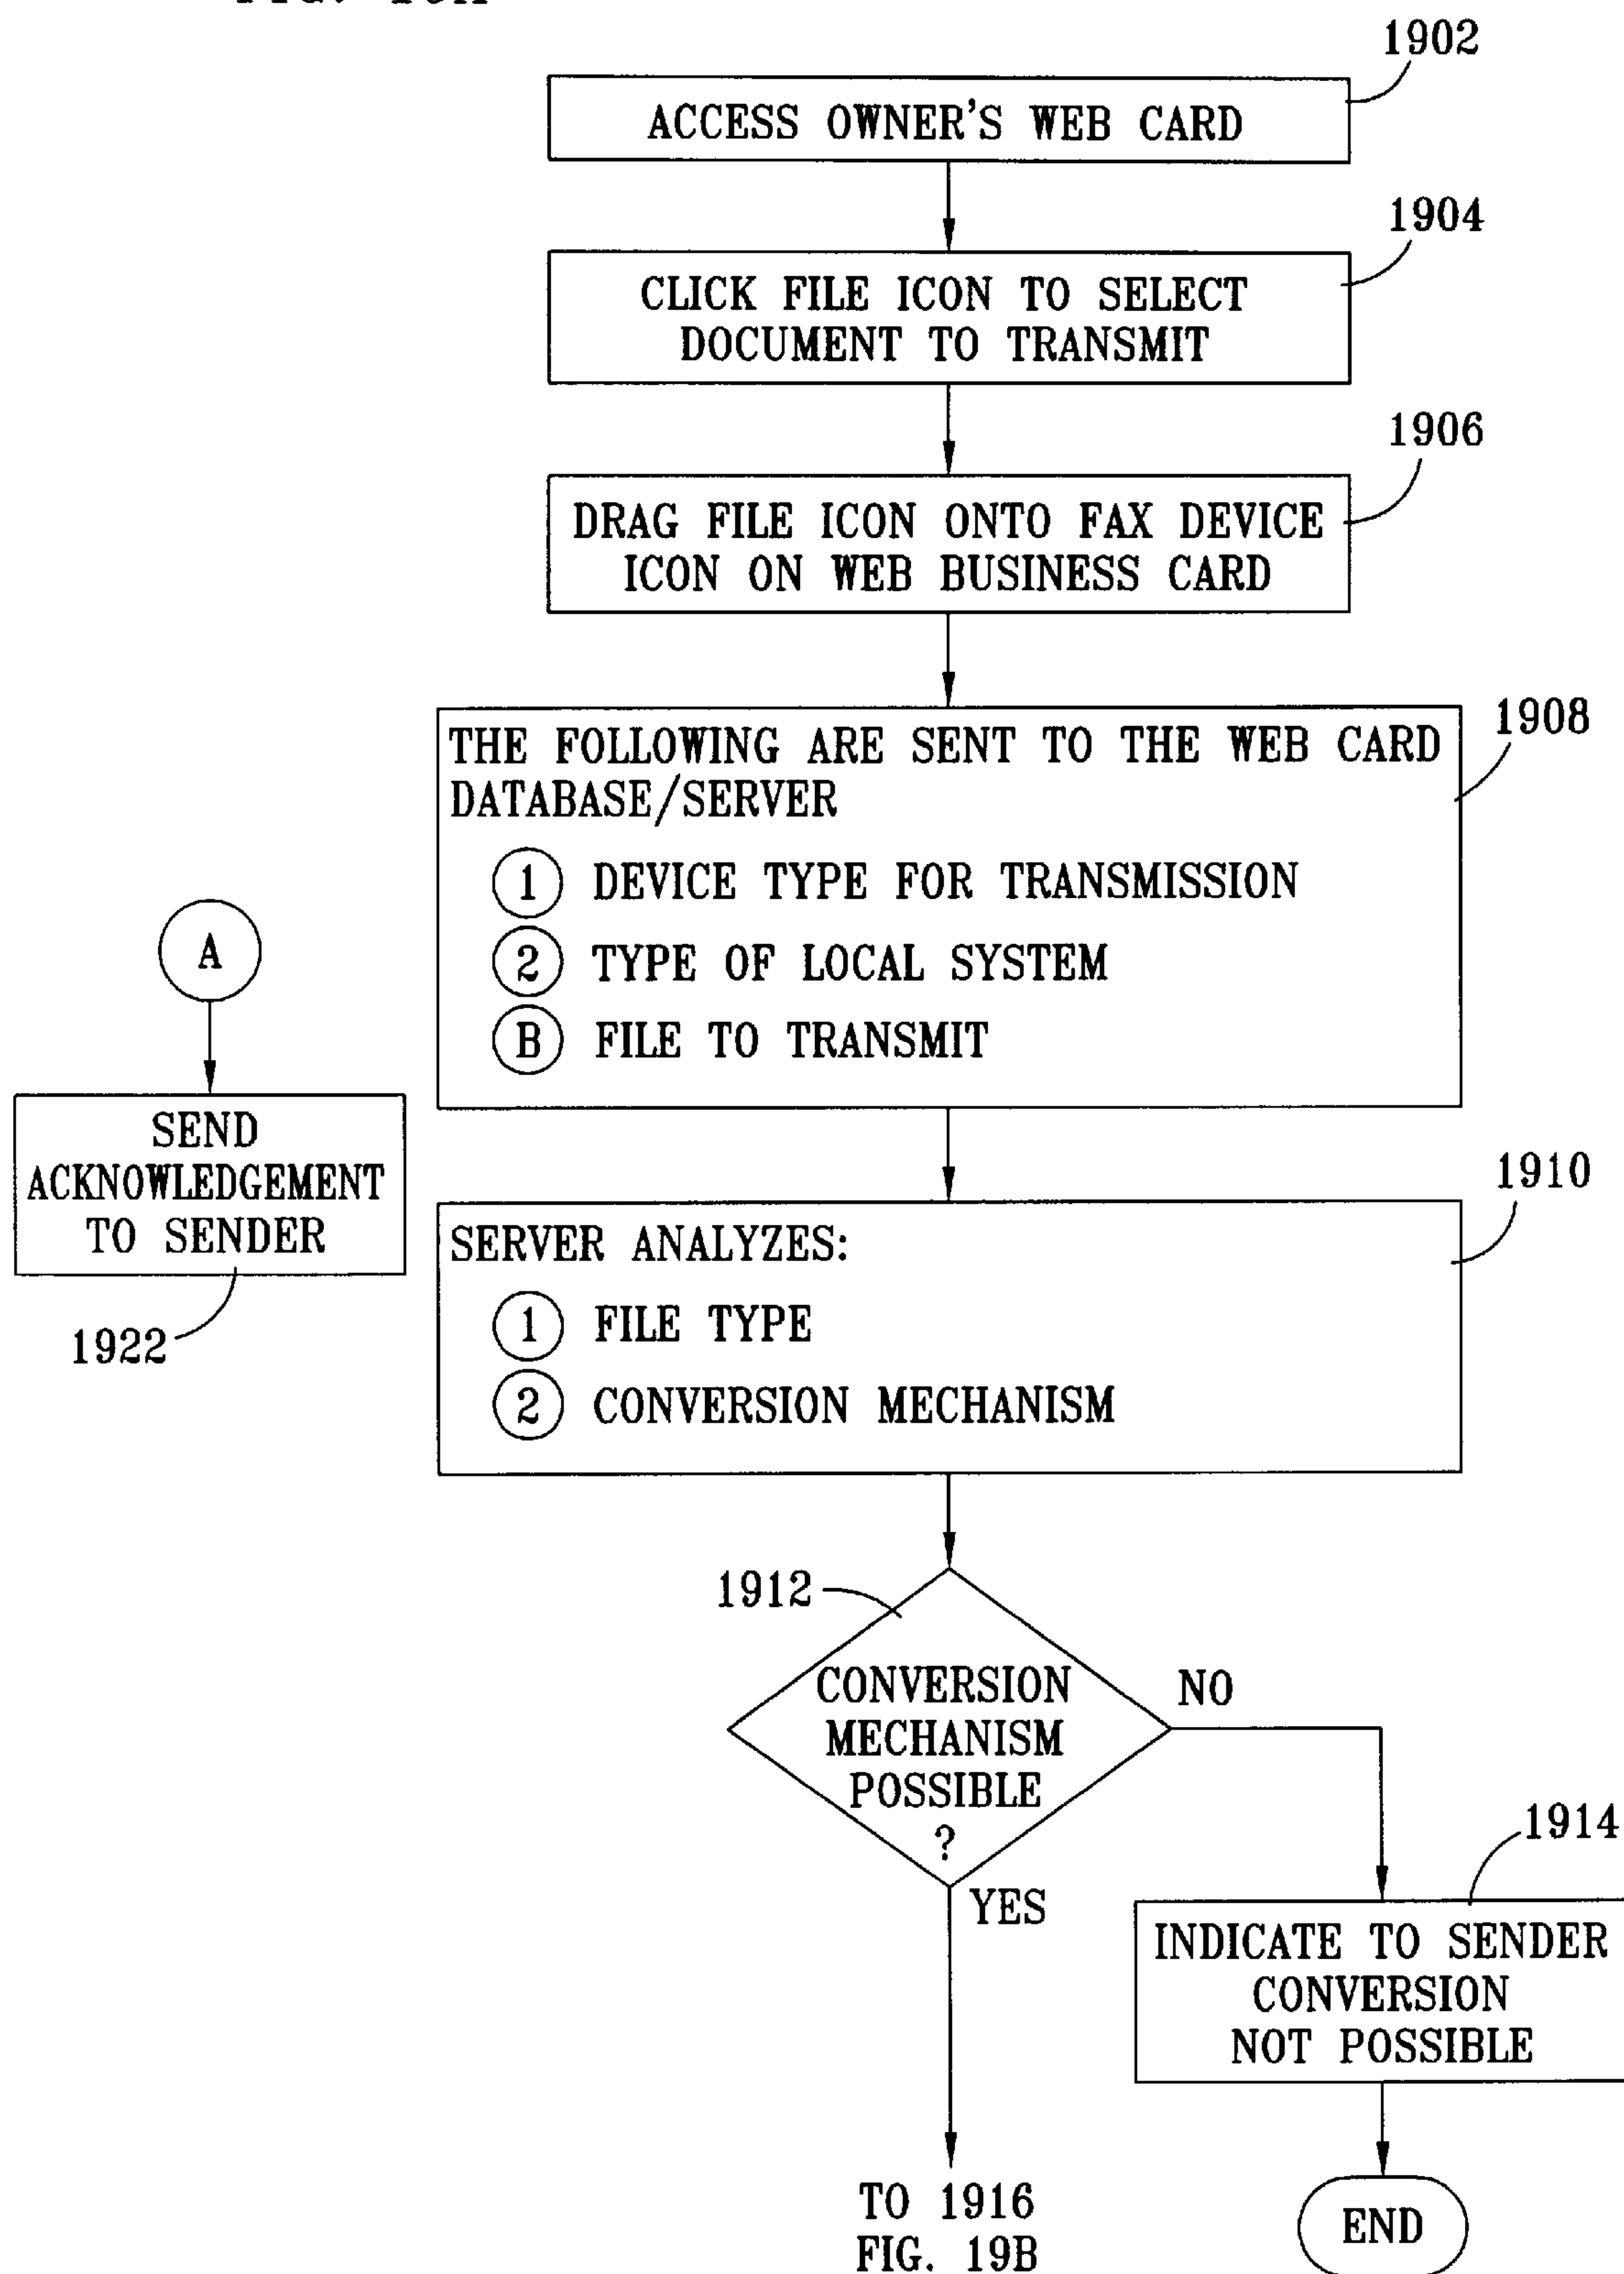 1902
ACCESS OWNER'S WEB CARD
1904
CLICK FILE ICON TO SELECT
DOCUMENT TO TRANSMIT
1906
DRAG FILE ICON ONTO FAX DEVICE
ICON ON WEB BUSINESS CARD
1908
THE FOLLOWING ARE SENT TO THE WEB CARD
DATABASE/SERVER
1 DEVICE TYPE FOR TRANSMISSION
2 TYPE OF LOCAL SYSTEM
B FILE TO TRANSMIT
A
SEND
ACKNOWLEDGEMENT
TO SENDER
1922
1910
SERVER ANALYZES:
1 FILE TYPE
2 CONVERSION MECHANISM
1912
CONVERSION
MECHANISM
POSSIBLE
?
NO
YES
1914
INDICATE TO SENDER
CONVERSION
NOT POSSIBLE
END
TO 1916
FIG. 19B